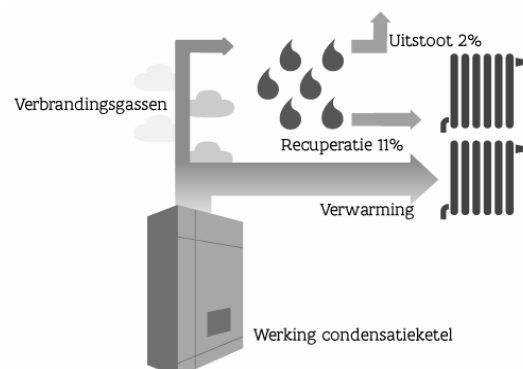 Uitstoot 2%
Verbrandingsgassen
Recuperatie 11%
Verwarming
Werking condensatieketel